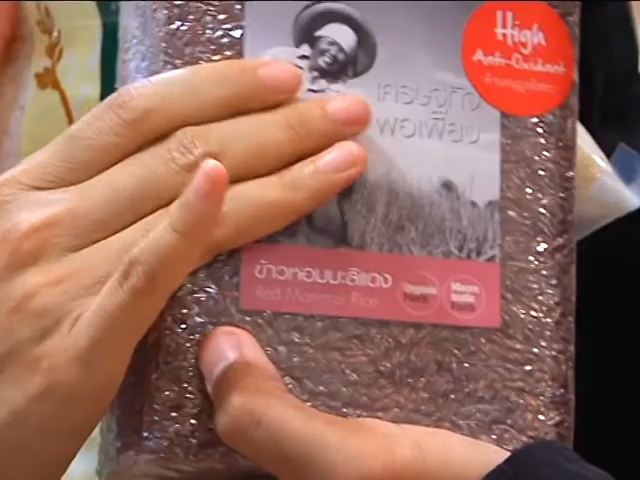 High
Anti-Oxidant
เศรษฐกิจ
พอเพียง
ข้าวหอมมะลิแดง
Red Mammali Rice